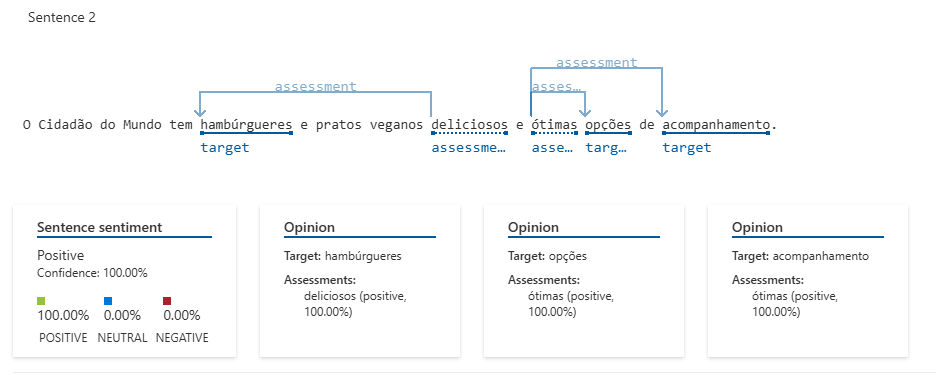 Sentence 2
assessment
assessment
asses…
O Cidadão do Mundo tem hambúrgueres e pratos veganos deliciosos e ótimas opções de acompanhamento.
target assessme… asse… targ… target
Sentence sentiment
Positive
Confidence: 100.00%
100.00% 0.00% 0.00%
POSITIVE NEUTRAL NEGATIVE
Opinion
Target: hambúrgueres
Assessments:
deliciosos (positive,
100.00%)
Opinion
Target: opções
Assessments:
ótimas (positive,
100.00%)
Opinion
Target: acompanhamento
Assessments:
ótimas (positive,
100.00%)